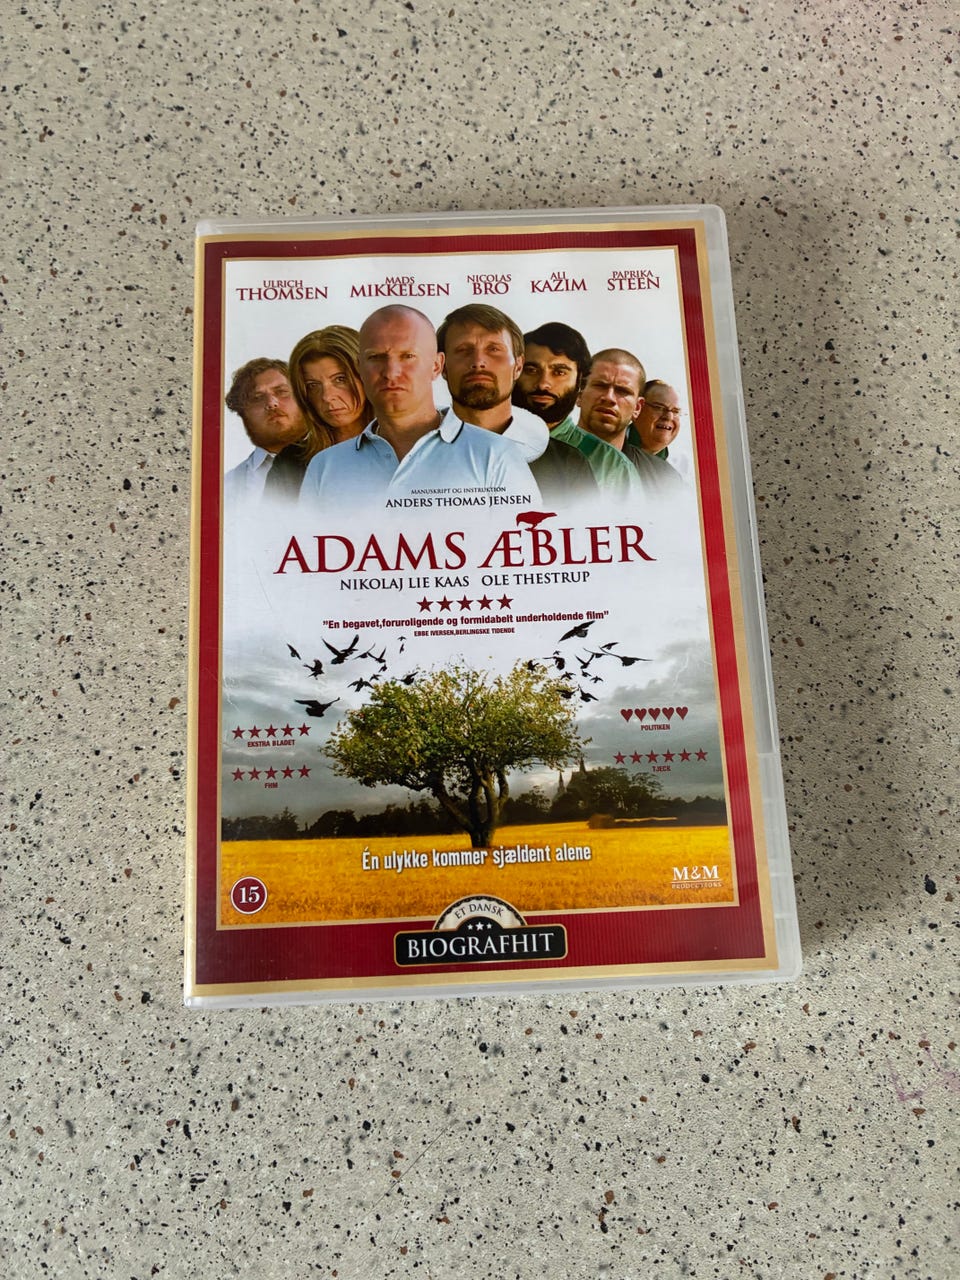 ULRICH THOMSEN
MADS MIKKELSEN
NICOLAS BRO
ALI KAZIM
PAPRIKA STEEN
MANUSKRIPT OG INSTRUKTION
ANDERS THOMAS JENSEN
ADAMS ÆBLER
NIKOLAJ LIE KAAS OLE THESTRUP
★★★★★
"En begavet,foruroligende og formidabelt underholdende film"
EBBE IVERSEN,BERLINGSKE TIDENDE
★★★★★
EKSTRA BLADET
♥♥♥♥♥
POLITIKEN
★★★★★
FHM
★★★★★★
TJECK
Én ulykke kommer sjældent alene
15
M&M
PRODUCTIONS
ET DANSK
★★★
BIOGRAFHIT